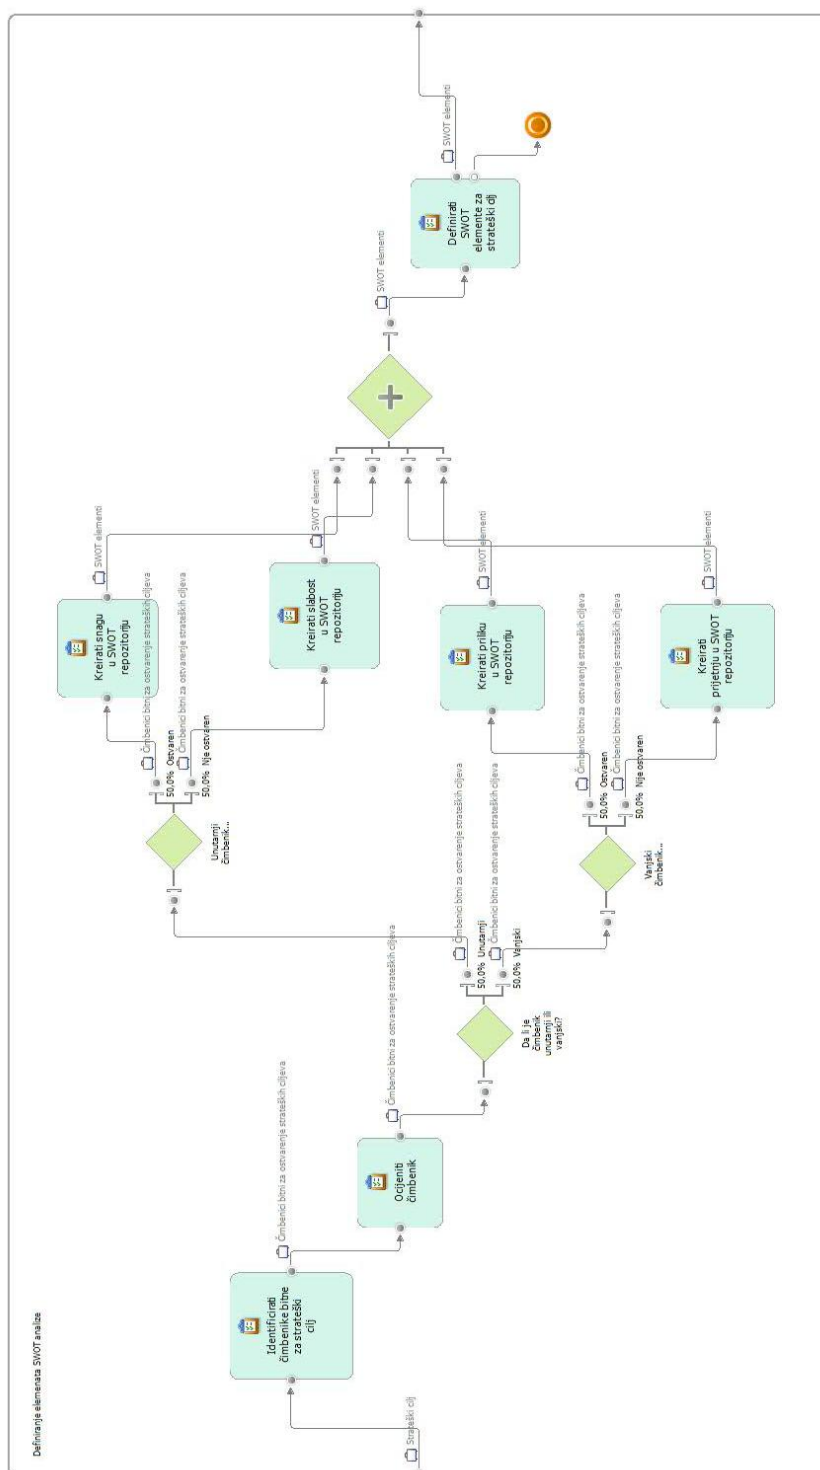 Definiranje elemenata SWOT analize
Strateški cilj
Identificirati
čimbenike bitne
za strateški
cilj
Čimbenici bitni za ostvarenje strateških ciljeva
Ocijeniti
čimbenik
Čimbenici bitni za ostvarenje strateških ciljeva
Da li je
čimbenik
unutarnji ili
vanjski?
Čimbenici bitni za ostvarenje strateških ciljeva
50.0% Unutarnji
Čimbenici bitni za ostvarenje strateških ciljeva
50.0% Vanjski
Unutarnji
čimbenik...
Čimbenici bitni za ostvarenje strateških ciljeva
50.0% Ostvaren
Čimbenici bitni za ostvarenje strateških ciljeva
50.0% Nije ostvaren
Vanjski
čimbenik...
Čimbenici bitni za ostvarenje strateških ciljeva
50.0% Ostvaren
Čimbenici bitni za ostvarenje strateških ciljeva
50.0% Nije ostvaren
Kreirati snagu
u SWOT
repozitoriju
SWOT elementi
Kreirati slabost
u SWOT
repozitoriju
SWOT elementi
Kreirati priliku
u SWOT
repozitoriju
SWOT elementi
Kreirati
prijetnju u SWOT
repozitoriju
SWOT elementi
SWOT elementi
Definirati
SWOT
elemente za
strateški cilj
SWOT elementi